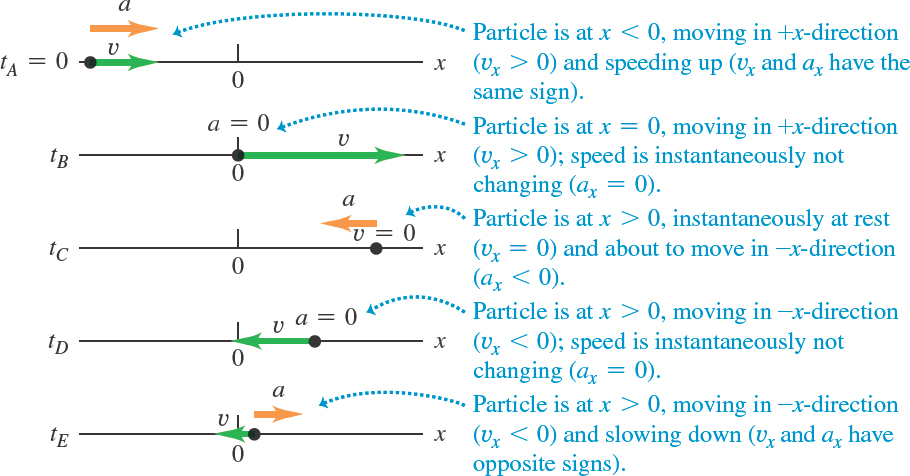 a
t_A = 0
v
0
x
Particle is at x < 0, moving in +x-direction
(v_x > 0) and speeding up (v_x and a_x have the
same sign).
a = 0
t_B
v
0
x
Particle is at x = 0, moving in +x-direction
(v_x > 0); speed is instantaneously not
changing (a_x = 0).
a
t_C
v = 0
0
x
Particle is at x > 0, instantaneously at rest
(v_x = 0) and about to move in −x-direction
(a_x < 0).
t_D
v
a = 0
0
x
Particle is at x > 0, moving in −x-direction
(v_x < 0); speed is instantaneously not
changing (a_x = 0).
a
t_E
v
0
x
Particle is at x > 0, moving in −x-direction
(v_x < 0) and slowing down (v_x and a_x have
opposite signs).